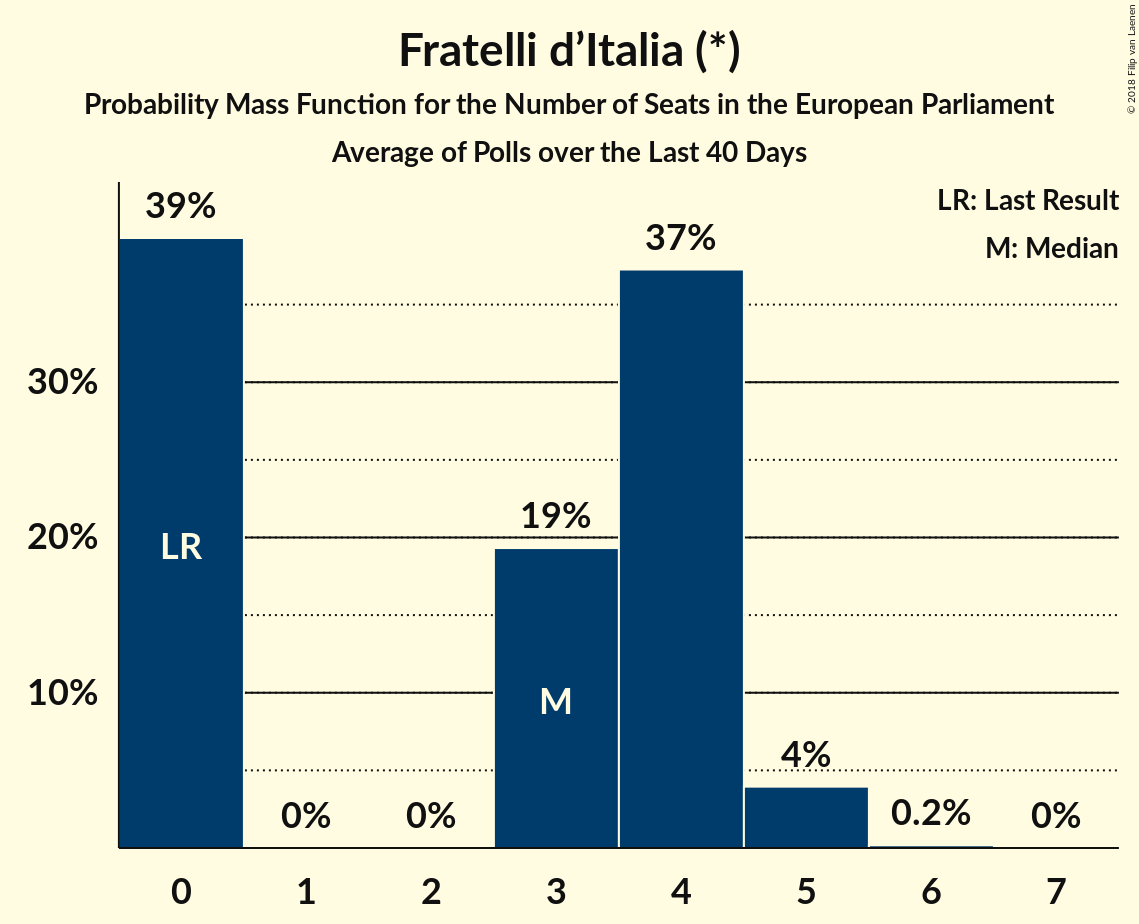 Fratelli d’Italia (*)
Probability Mass Function for the Number of Seats in the European Parliament
Average of Polls over the Last 40 Days
© 2018 Filip van Laenen
LR: Last Result
M: Median
39%
37%
30%
19%
20%
LR
10%
M
4%
0%
0%
0.2%
0%
0 1 2 3 4 5 6 7